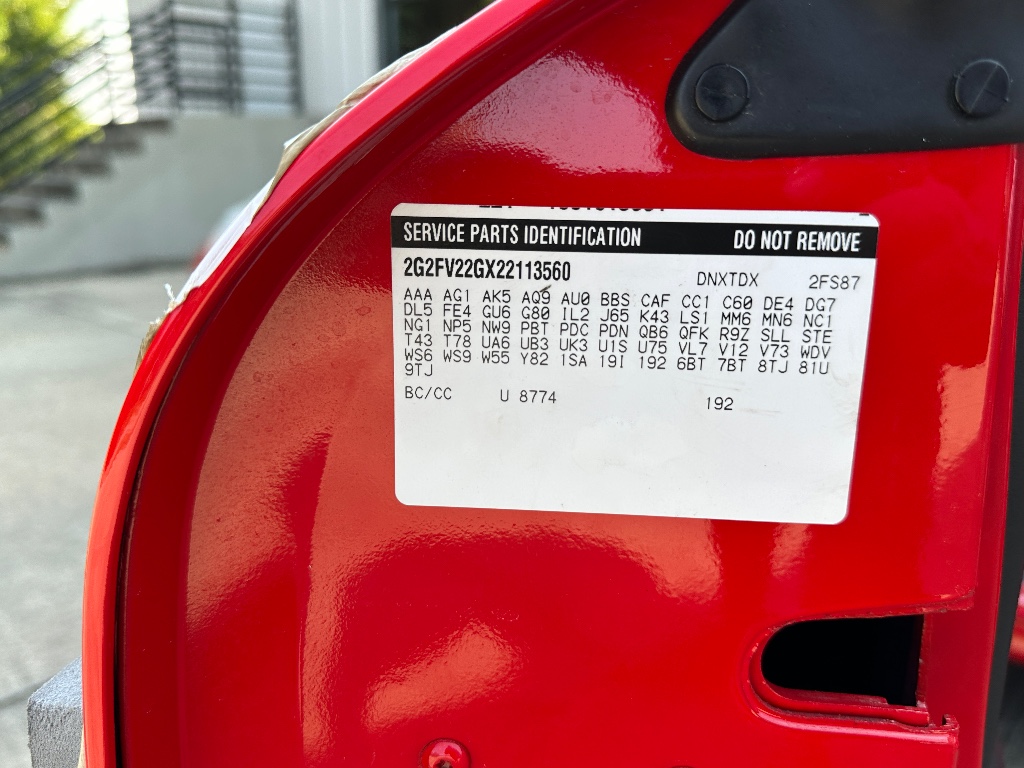 SERVICE PARTS IDENTIFICATION DO NOT REMOVE
2G2FV22GX22113560 DNXTDX 2FS87
AAA AG1 AK5 AQ9 AU0 BBS CAF CC1 C60 DE4 DG7
DL5 FE4 GU6 G80 IL2 J65 K43 LS1 MM6 MN6 NC1
NG1 NP5 NW9 PBT PDC PDN QB6 QFK R9Z SLL STE
T43 T78 UA6 UB3 UK3 U1S U75 VL7 V12 V73 WDV
WS6 WS9 W55 Y82 1SA 19I 192 6BT 7BT 8TJ 81U
9TJ
BC/CC U 8774 192